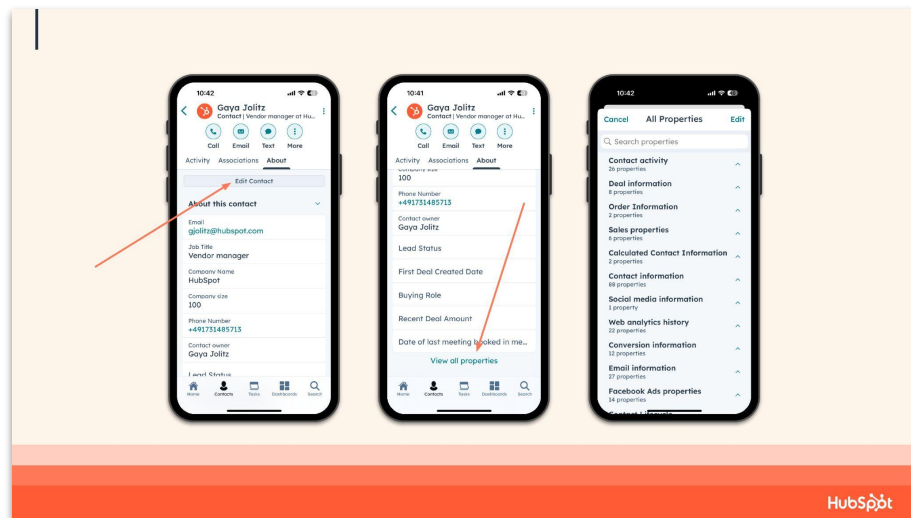 10:42
Gaya Jolitz
Contact | Vendor manager at Hu...
Call Email Text More
Activity Associations About
Edit Contact
About this contact
Email
gjolitz@hubspot.com
Job Title
Vendor manager
Company Name
HubSpot
Company size
100
Phone Number
+491731485713
Contact owner
Gaya Jolitz
Lead Status
Home Contacts Tasks Dashboards Search
10:41
Gaya Jolitz
Contact | Vendor manager at Hu...
Call Email Text More
Activity Associations About
Company size
100
Phone Number
+491731485713
Contact owner
Gaya Jolitz
Lead Status
First Deal Created Date
Buying Role
Recent Deal Amount
Date of last meeting booked in me...
View all properties
Home Contacts Tasks Dashboards Search
10:42
Cancel All Properties Edit
Search properties
Contact activity
26 properties
Deal information
8 properties
Order Information
2 properties
Sales properties
6 properties
Calculated Contact Information
2 properties
Contact information
88 properties
Social media information
1 property
Web analytics history
22 properties
Conversion information
12 properties
Email information
27 properties
Facebook Ads properties
14 properties
Contact Lifecycle
HubSpot